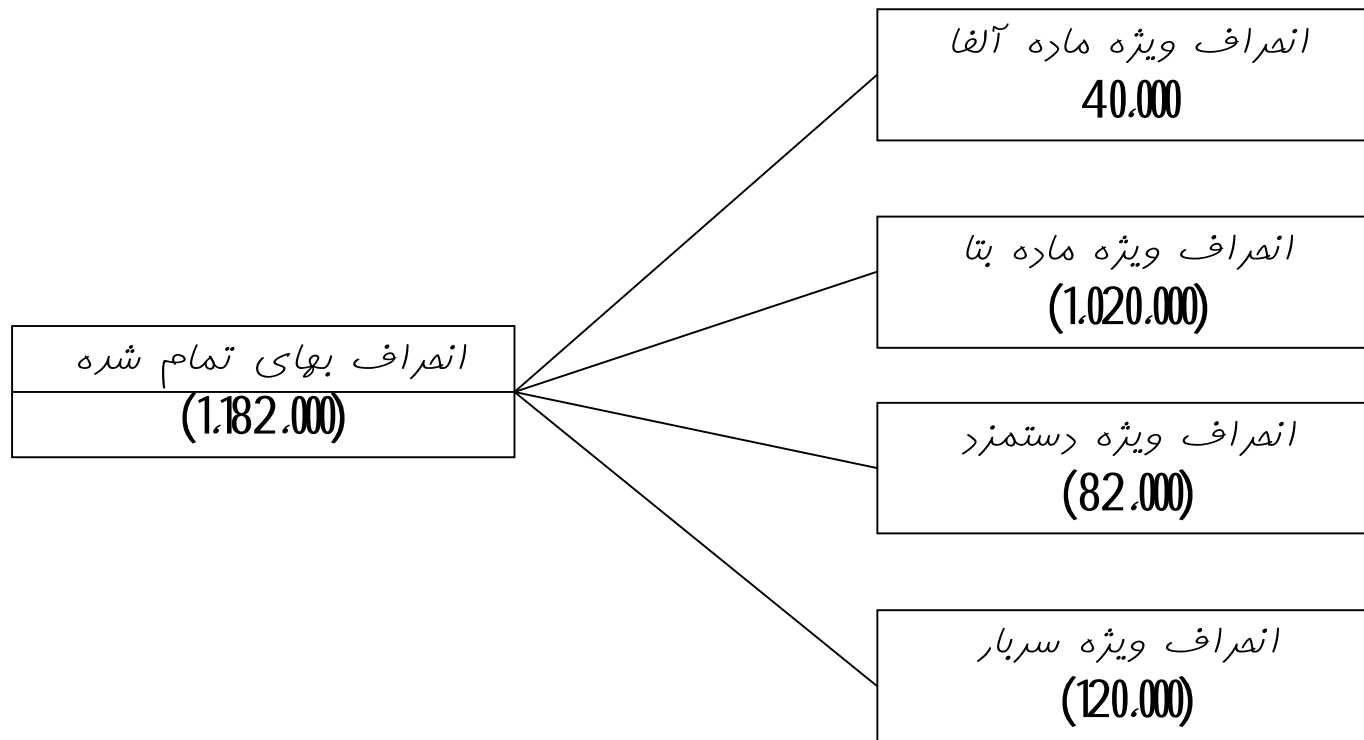 انحراف ویژه ماده آلفا
40.000
انحراف ویژه ماده بتا
(1.020.000)
انحراف بهای تمام شده
(1.182.000)
انحراف ویژه دستمزد
(82.000)
انحراف ویژه سربار
(120.000)